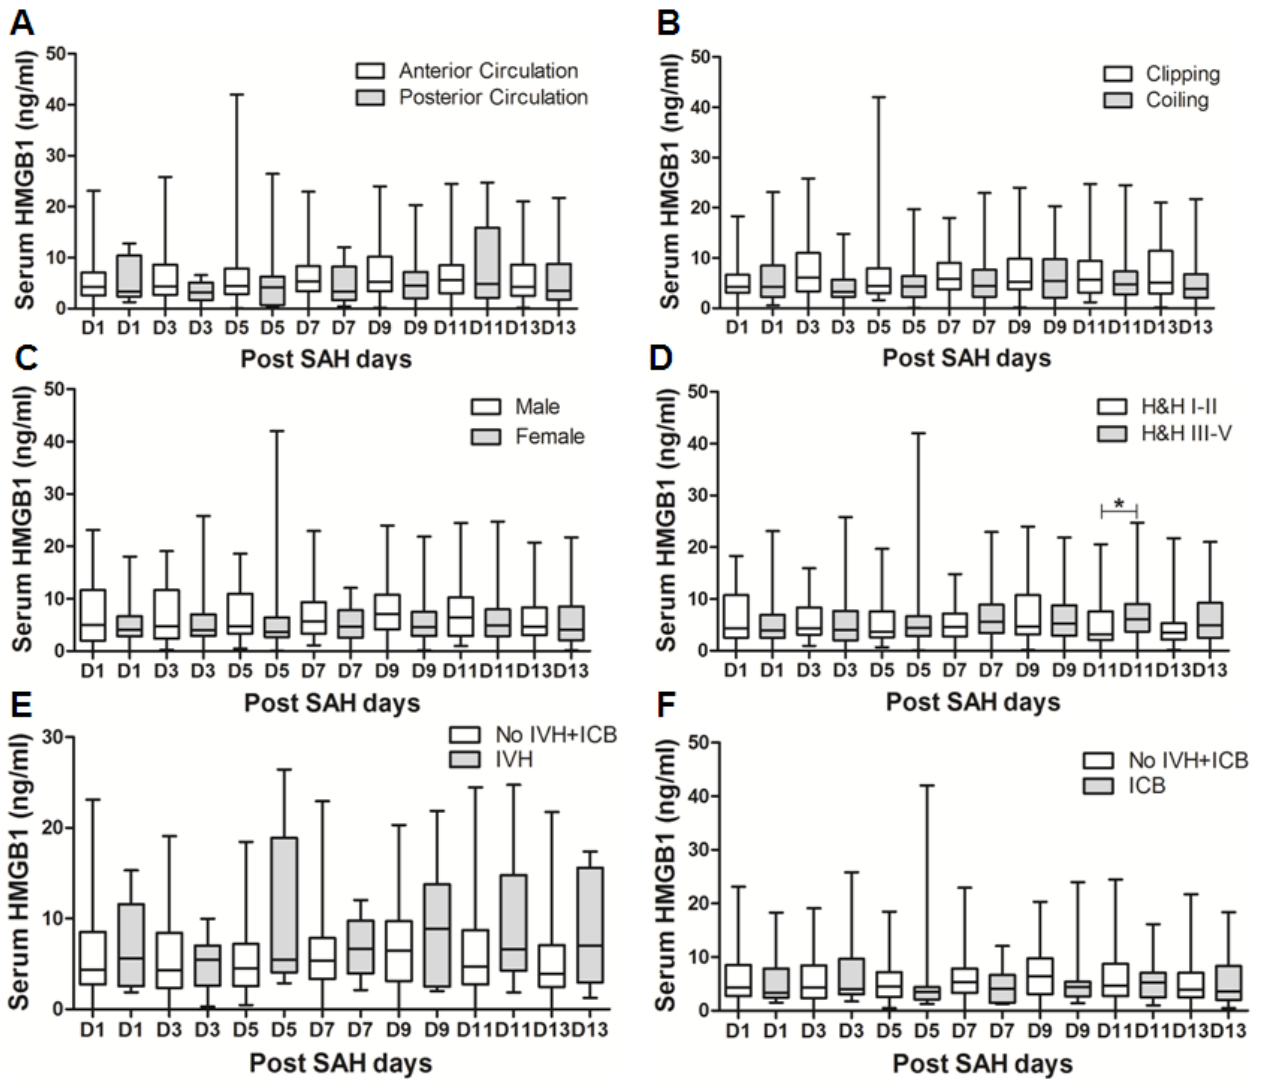 A
Serum HMGB1 (ng/ml)
50
40
30
20
10
0
Anterior Circulation
Posterior Circulation
D1 D1 D3 D3 D5 D5 D7 D7 D9 D9 D11 D11 D13 D13
Post SAH days
B
Serum HMGB1 (ng/ml)
50
40
30
20
10
0
Clipping
Coiling
D1 D1 D3 D3 D5 D5 D7 D7 D9 D9 D11 D11 D13 D13
Post SAH days
C
Serum HMGB1 (ng/ml)
50
40
30
20
10
0
Male
Female
D1 D1 D3 D3 D5 D5 D7 D7 D9 D9 D11 D11 D13 D13
Post SAH days
D
Serum HMGB1 (ng/ml)
50
40
30
20
10
0
H&H I-II
H&H III-V
*
D1 D1 D3 D3 D5 D5 D7 D7 D9 D9 D11 D11 D13 D13
Post SAH days
E
Serum HMGB1 (ng/ml)
30
20
10
0
No IVH+ICB
IVH
D1 D1 D3 D3 D5 D5 D7 D7 D9 D9 D11 D11 D13 D13
Post SAH days
F
Serum HMGB1 (ng/ml)
50
40
30
20
10
0
No IVH+ICB
ICB
D1 D1 D3 D3 D5 D5 D7 D7 D9 D9 D11 D11 D13 D13
Post SAH days